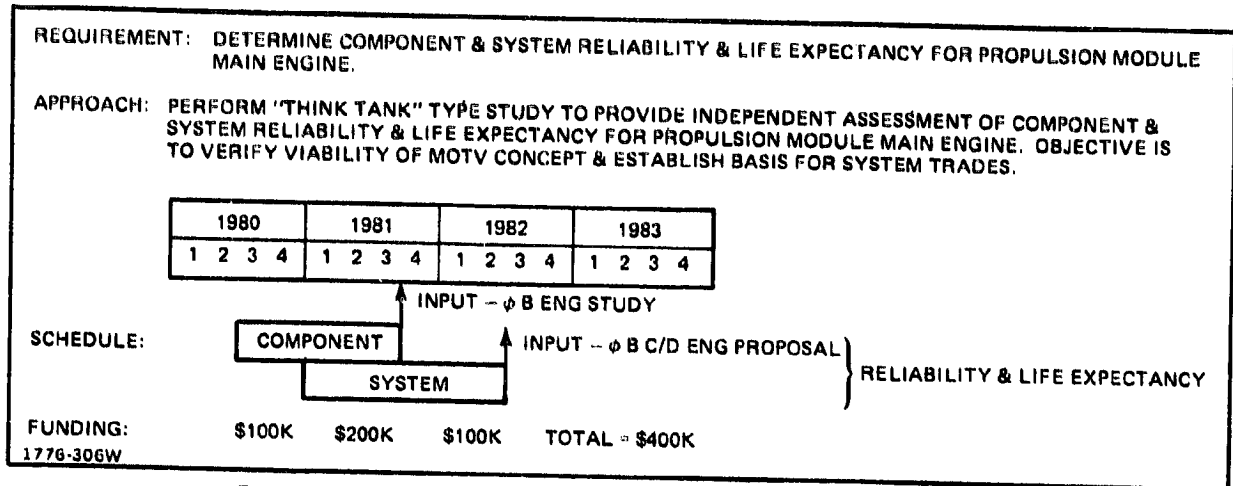 REQUIREMENT: DETERMINE COMPONENT & SYSTEM RELIABILITY & LIFE EXPECTANCY FOR PROPULSION MODULE
MAIN ENGINE.
APPROACH: PERFORM "THINK TANK" TYPE STUDY TO PROVIDE INDEPENDENT ASSESSMENT OF COMPONENT &
SYSTEM RELIABILITY & LIFE EXPECTANCY FOR PROPULSION MODULE MAIN ENGINE. OBJECTIVE IS
TO VERIFY VIABILITY OF MOTV CONCEPT & ESTABLISH BASIS FOR SYSTEM TRADES.
1980 1981 1982 1983
1 2 3 4 1 2 3 4 1 2 3 4 1 2 3 4
INPUT – φ B ENG STUDY
SCHEDULE: COMPONENT INPUT – φ B C/D ENG PROPOSAL
SYSTEM RELIABILITY & LIFE EXPECTANCY
FUNDING: $100K $200K $100K TOTAL = $400K
1776-306W